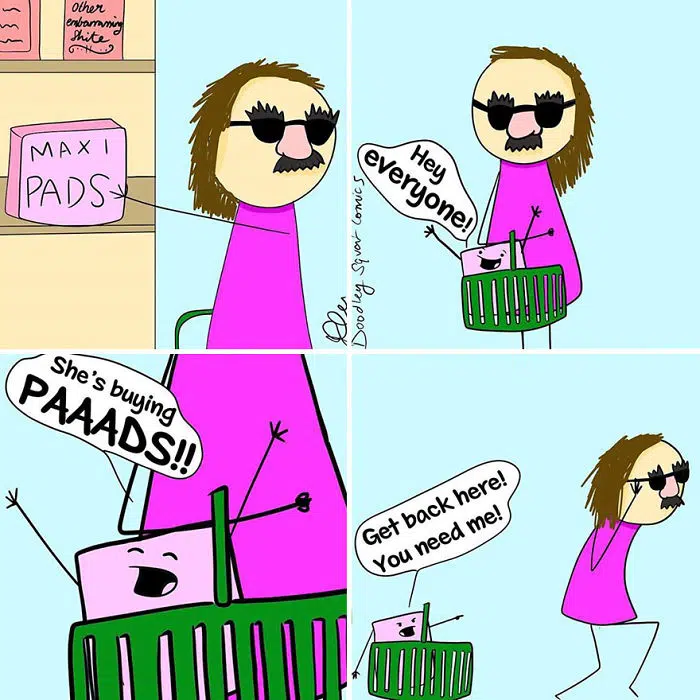 other
embarrassing
Shite
MAXI
PADS
Hey
everyone!
Doodley Squat Comics
She's buying
PAAADS!!
Get back here!
You need me!